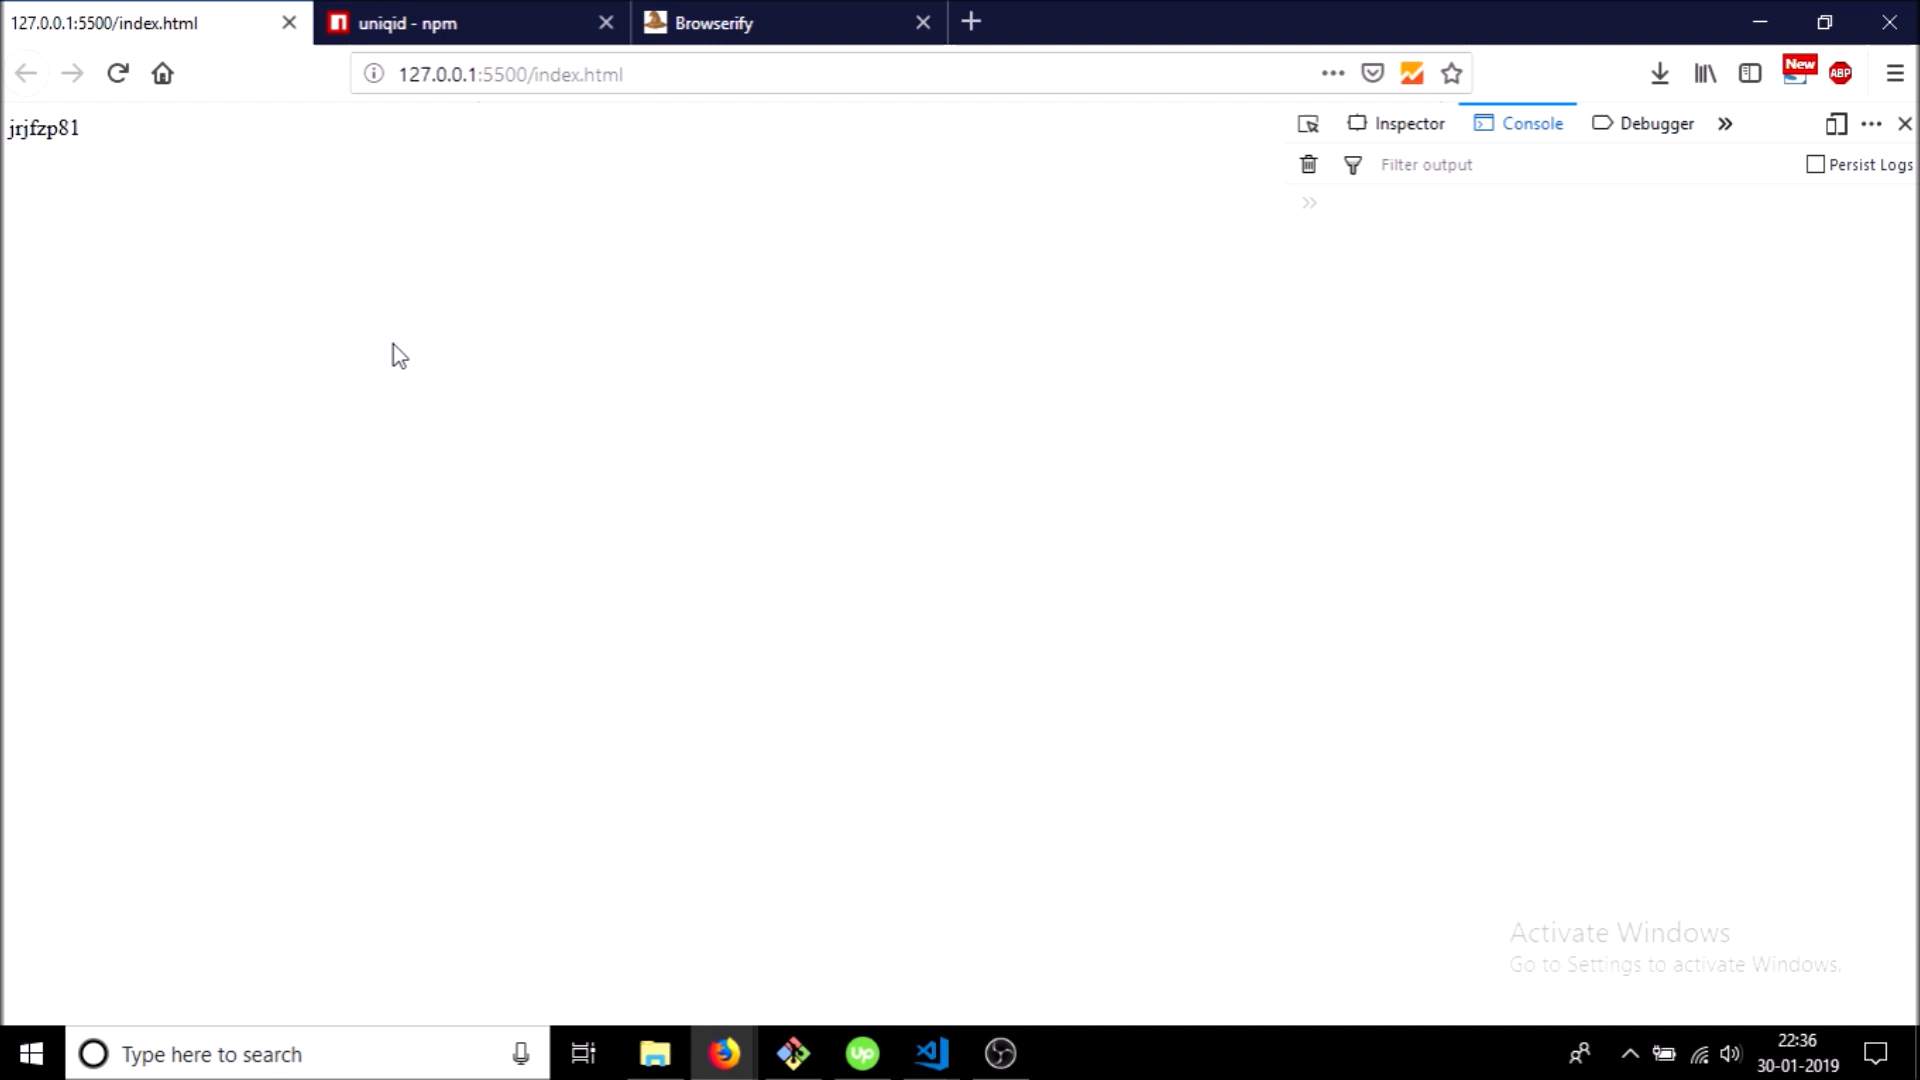 127.0.0.1:5500/index.html
uniqid - npm
Browserify
127.0.0.1:5500/index.html
New
ABP
jrjfzp81
Inspector
Console
Debugger
Filter output
Persist Logs
Activate Windows
Go to Settings to activate Windows.
Type here to search
Up
22:36
30-01-2019